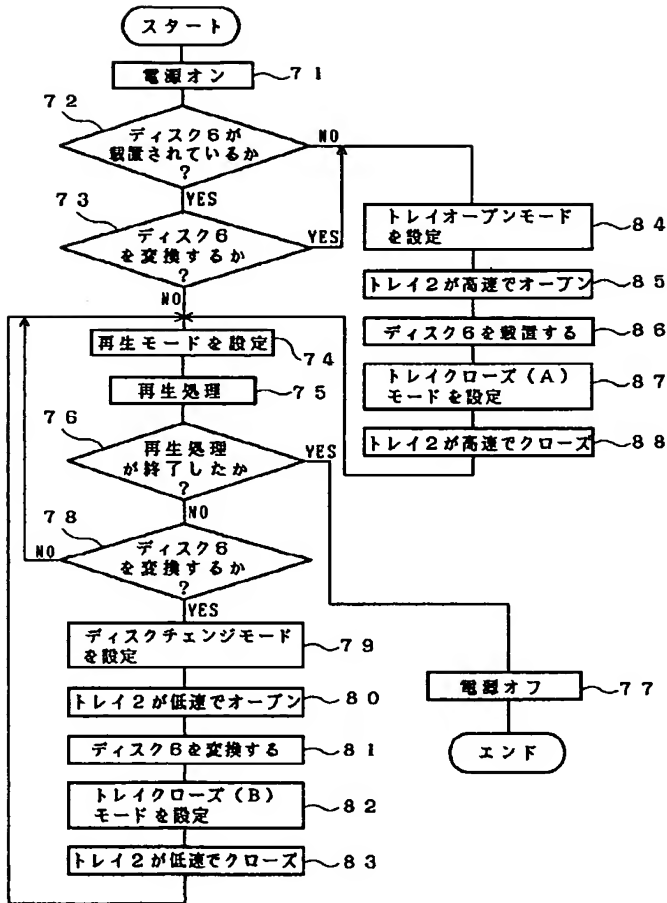 スタート
電源オン
71
72
ディスク6が
載置されているか
?
NO
YES
73
ディスク6
を変換するか
?
YES
NO
再生モードを設定
74
再生処理
75
76
再生処理
が終了したか
?
YES
NO
78
ディスク6
を変換するか
?
NO
YES
ディスクチェンジモード
を設定
79
トレイ2が低速でオープン
80
ディスク6を変換する
81
トレイクローズ(B)
モードを設定
82
トレイ2が低速でクローズ
83
トレイオープンモード
を設定
84
トレイ2が高速でオープン
85
ディスク6を載置する
86
トレイクローズ(A)
モードを設定
87
トレイ2が高速でクローズ
88
電源オフ
77
エンド